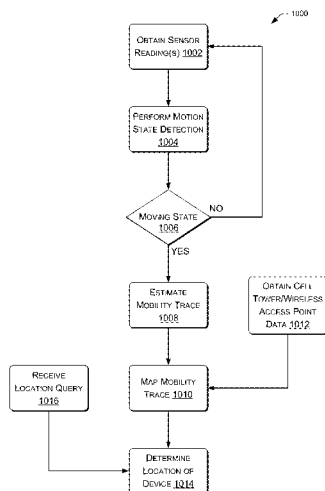 1000
OBTAIN SENSOR
READING(S) 1002
PERFORM MOTION
STATE DETECTION
1004
MOVING STATE
1006
NO
YES
ESTIMATE
MOBILITY TRACE
1008
OBTAIN CELL
TOWER/WIRELESS
ACCESS POINT
DATA 1012
MAP MOBILITY
TRACE 1010
RECEIVE
LOCATION QUERY
1016
DETERMINE
LOCATION OF
DEVICE 1014